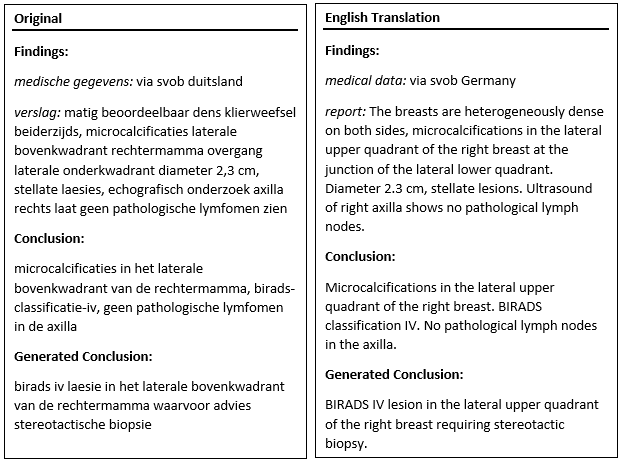 Original
Findings:
medische gegevens: via svob duitsland
verslag: matig beoordeelbaar dens klierweefsel
beiderzijds, microcalcificaties laterale
bovenkwadrant rechtermamma overgang
laterale onderkwadrant diameter 2,3 cm,
stellate laesies, echografisch onderzoek axilla
rechts laat geen pathologische lymfomen zien
Conclusion:
microcalcificaties in het laterale
bovenkwadrant van de rechtermamma, birads-
classificatie-iv, geen pathologische lymfomen
in de axilla
Generated Conclusion:
birads iv laesie in het laterale bovenkwadrant
van de rechtermamma waarvoor advies
stereotactische biopsie
English Translation
Findings:
medical data: via svob Germany
report: The breasts are heterogeneously dense
on both sides, microcalcifications in the lateral
upper quadrant of the right breast at the
junction of the lateral lower quadrant.
Diameter 2.3 cm, stellate lesions. Ultrasound
of right axilla shows no pathological lymph
nodes.
Conclusion:
Microcalcifications in the lateral upper
quadrant of the right breast. BIRADS
classification IV. No pathological lymph nodes
in the axilla.
Generated Conclusion:
BIRADS IV lesion in the lateral upper quadrant
of the right breast requiring stereotactic
biopsy.